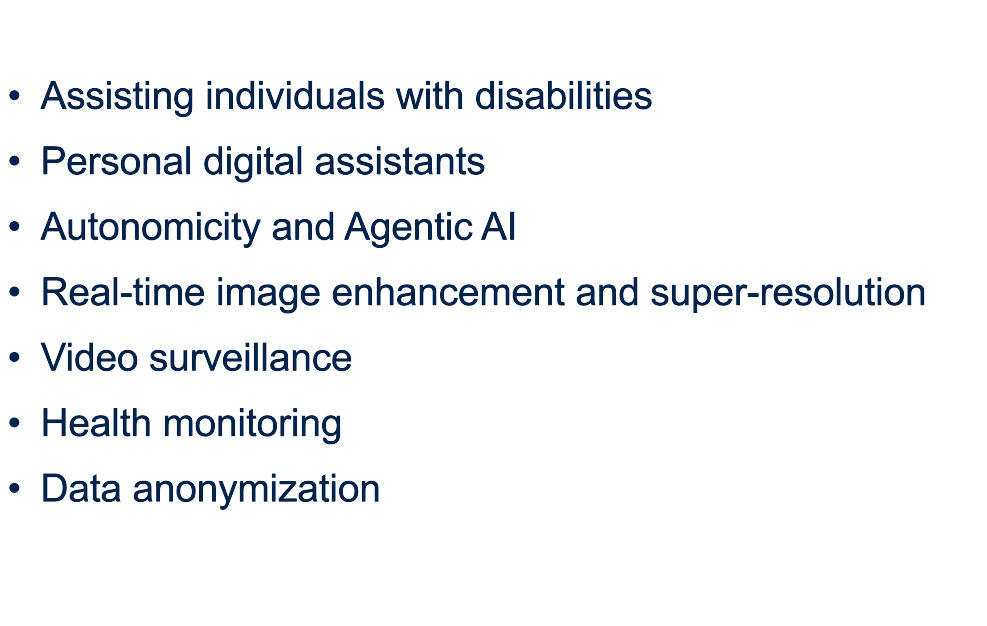 • Assisting individuals with disabilities
• Personal digital assistants
• Autonomicity and Agentic AI
• Real-time image enhancement and super-resolution
• Video surveillance
• Health monitoring
• Data anonymization